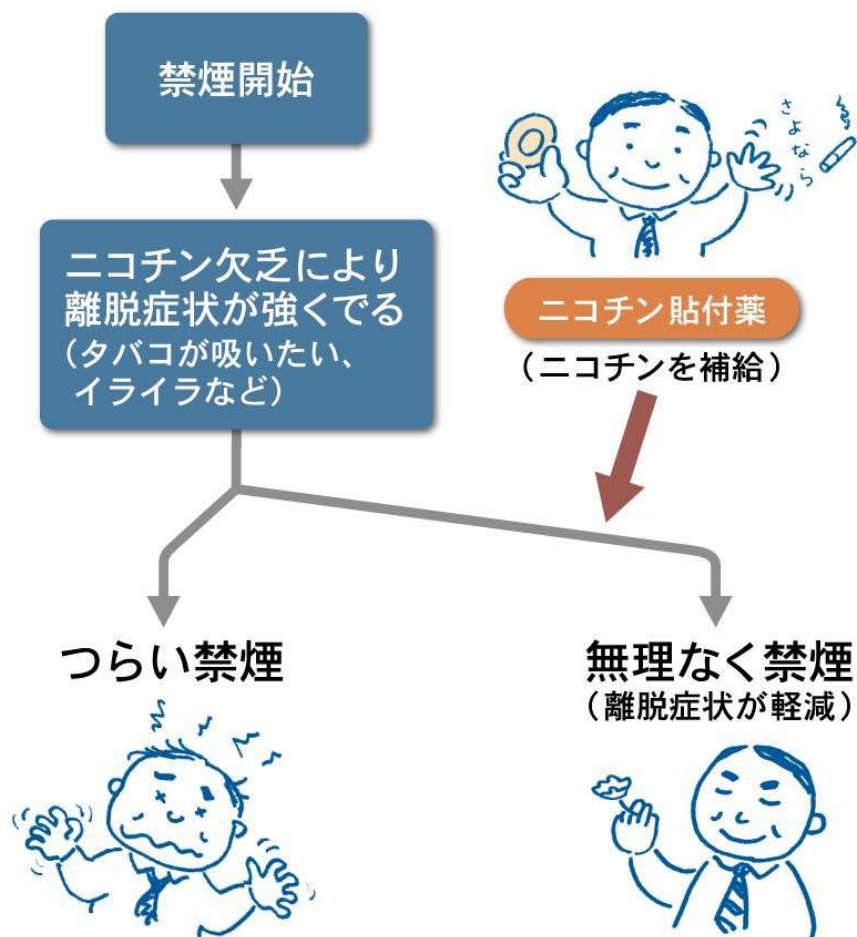 禁煙開始
ニコチン欠乏により
離脱症状が強くでる
（タバコが吸いたい、
イライラなど）
さよなら
ニコチン貼付薬
（ニコチンを補給）
つらい禁煙
無理なく禁煙
（離脱症状が軽減）